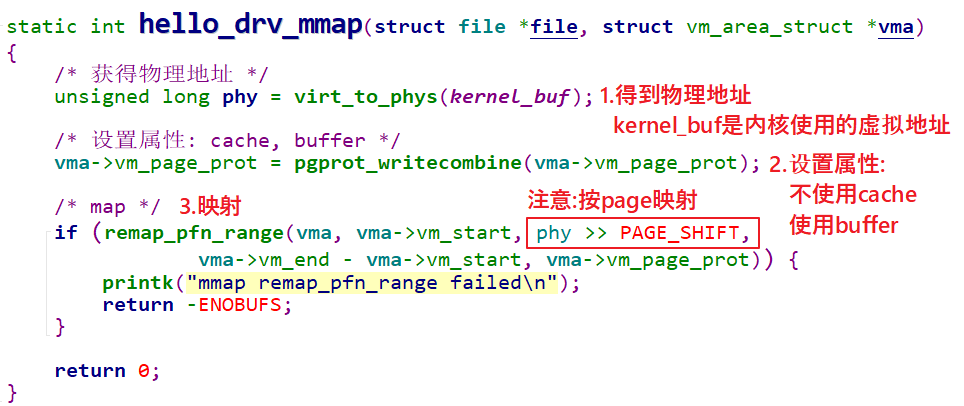 static int hello_drv_mmap(struct file *file, struct vm_area_struct *vma)
{
/* 获得物理地址 */
unsigned long phy = virt_to_phys(kernel_buf); 1.得到物理地址
kernel_buf是内核使用的虚拟地址
/* 设置属性: cache, buffer */
vma->vm_page_prot = pgprot_writecombine(vma->vm_page_prot); 2.设置属性:
不使用cache
使用buffer
/* map */ 3.映射 注意:按page映射
if (remap_pfn_range(vma, vma->vm_start, phy >> PAGE_SHIFT,
vma->vm_end - vma->vm_start, vma->vm_page_prot)) {
printk("mmap remap_pfn_range failed\n");
return -ENOBUFS;
}
return 0;
}